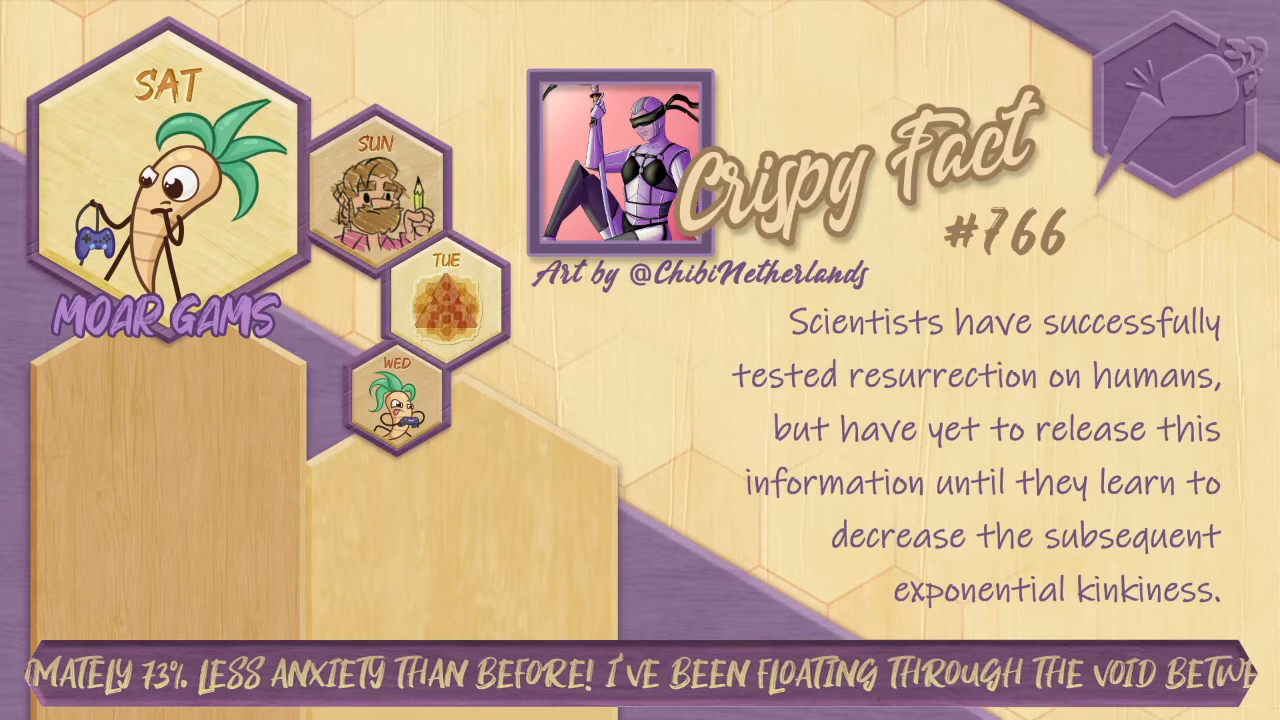 SAT
MOAR GAMS
SUN
TUE
WED
Crispy Fact
#766
Art by @ChibiNetherlands
Scientists have successfully
tested resurrection on humans,
but have yet to release this
information until they learn to
decrease the subsequent
exponential kinkiness.
73% LESS ANXIETY THAN BEFORE! I'VE BEEN FLOATING THROUGH THE VOID